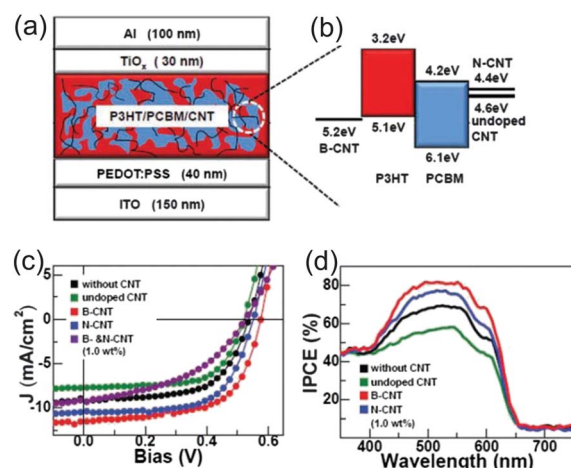 (a)
Al (100 nm)
TiOx ( 30 nm)
P3HT/PCBM/CNT
PEDOT:PSS (40 nm)
ITO (150 nm)
(b)
3.2eV
4.2eV
N-CNT
4.4eV
4.6eV
undoped
CNT
5.2eV
B-CNT
5.1eV
6.1eV
P3HT PCBM
(c)
5
0
-5
-10
J (mA/cm²)
without CNT
undoped CNT
B-CNT
N-CNT
B- &N-CNT
(1.0 wt%)
0.0 0.2 0.4 0.6
Bias (V)
(d)
100
80
60
40
20
0
IPCE (%)
without CNT
undoped CNT
B-CNT
N-CNT
(1.0 wt%)
400 500 600 700
Wavelength (nm)